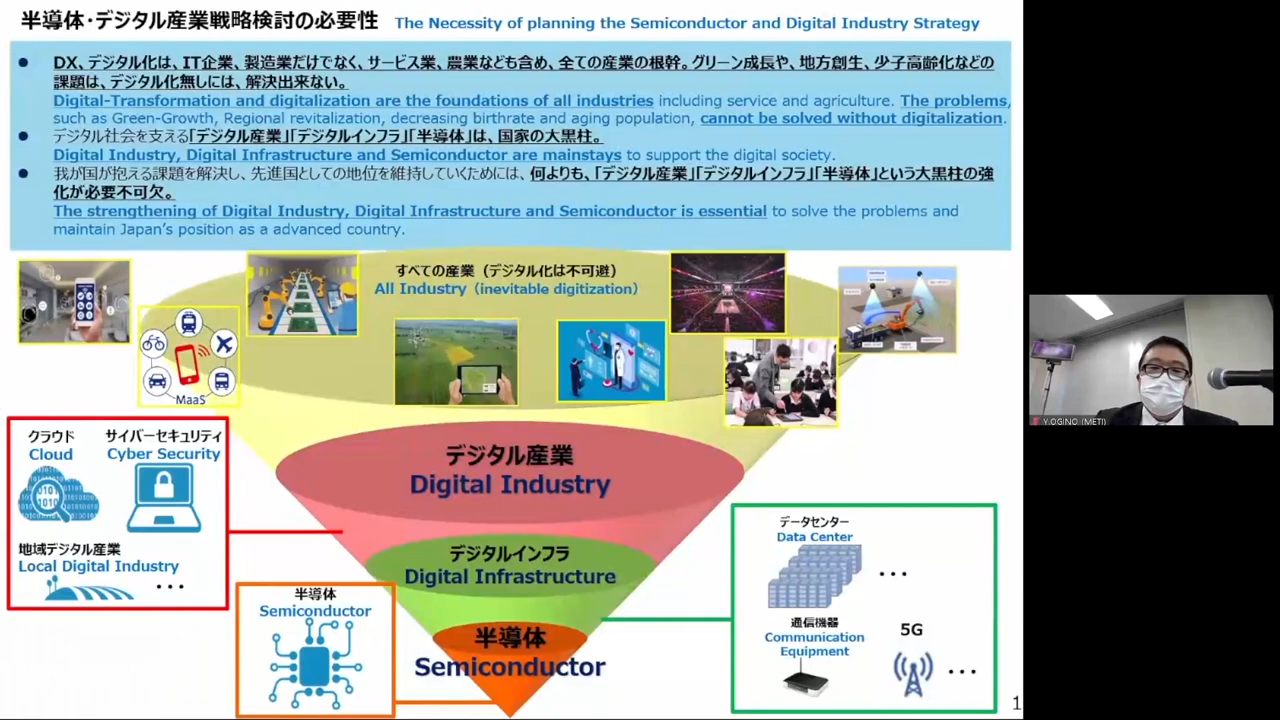 半導体・デジタル産業戦略検討の必要性 The Necessity of planning the Semiconductor and Digital Industry Strategy
● DX、デジタル化は、IT企業、製造業だけでなく、サービス業、農業なども含め、全ての産業の根幹。グリーン成長や、地方創生、少子高齢化などの
課題は、デジタル化無しには、解決出来ない。
Digital-Transformation and digitalization are the foundations of all industries including service and agriculture. The problems,
such as Green-Growth, Regional revitalization, decreasing birthrate and aging population, cannot be solved without digitalization.
● デジタル社会を支える「デジタル産業」「デジタルインフラ」「半導体」は、国家の大黒柱。
Digital Industry, Digital Infrastructure and Semiconductor are mainstays to support the digital society.
● 我が国が抱える課題を解決し、先進国としての地位を維持していくためには、何よりも、「デジタル産業」「デジタルインフラ」「半導体」という大黒柱の強
化が必要不可欠。
The strengthening of Digital Industry, Digital Infrastructure and Semiconductor is essential to solve the problems and
maintain Japan's position as a advanced country.
すべての産業（デジタル化は不可避）
All Industry（inevitable digitization）
MaaS
クラウド
Cloud
サイバーセキュリティ
Cyber Security
地域デジタル産業
Local Digital Industry
…
デジタル産業
Digital Industry
デジタルインフラ
Digital Infrastructure
半導体
Semiconductor
半導体
Semiconductor
データセンター
Data Center
…
通信機器
Communication
Equipment
5G
…
1
Y.OGINO (METI)